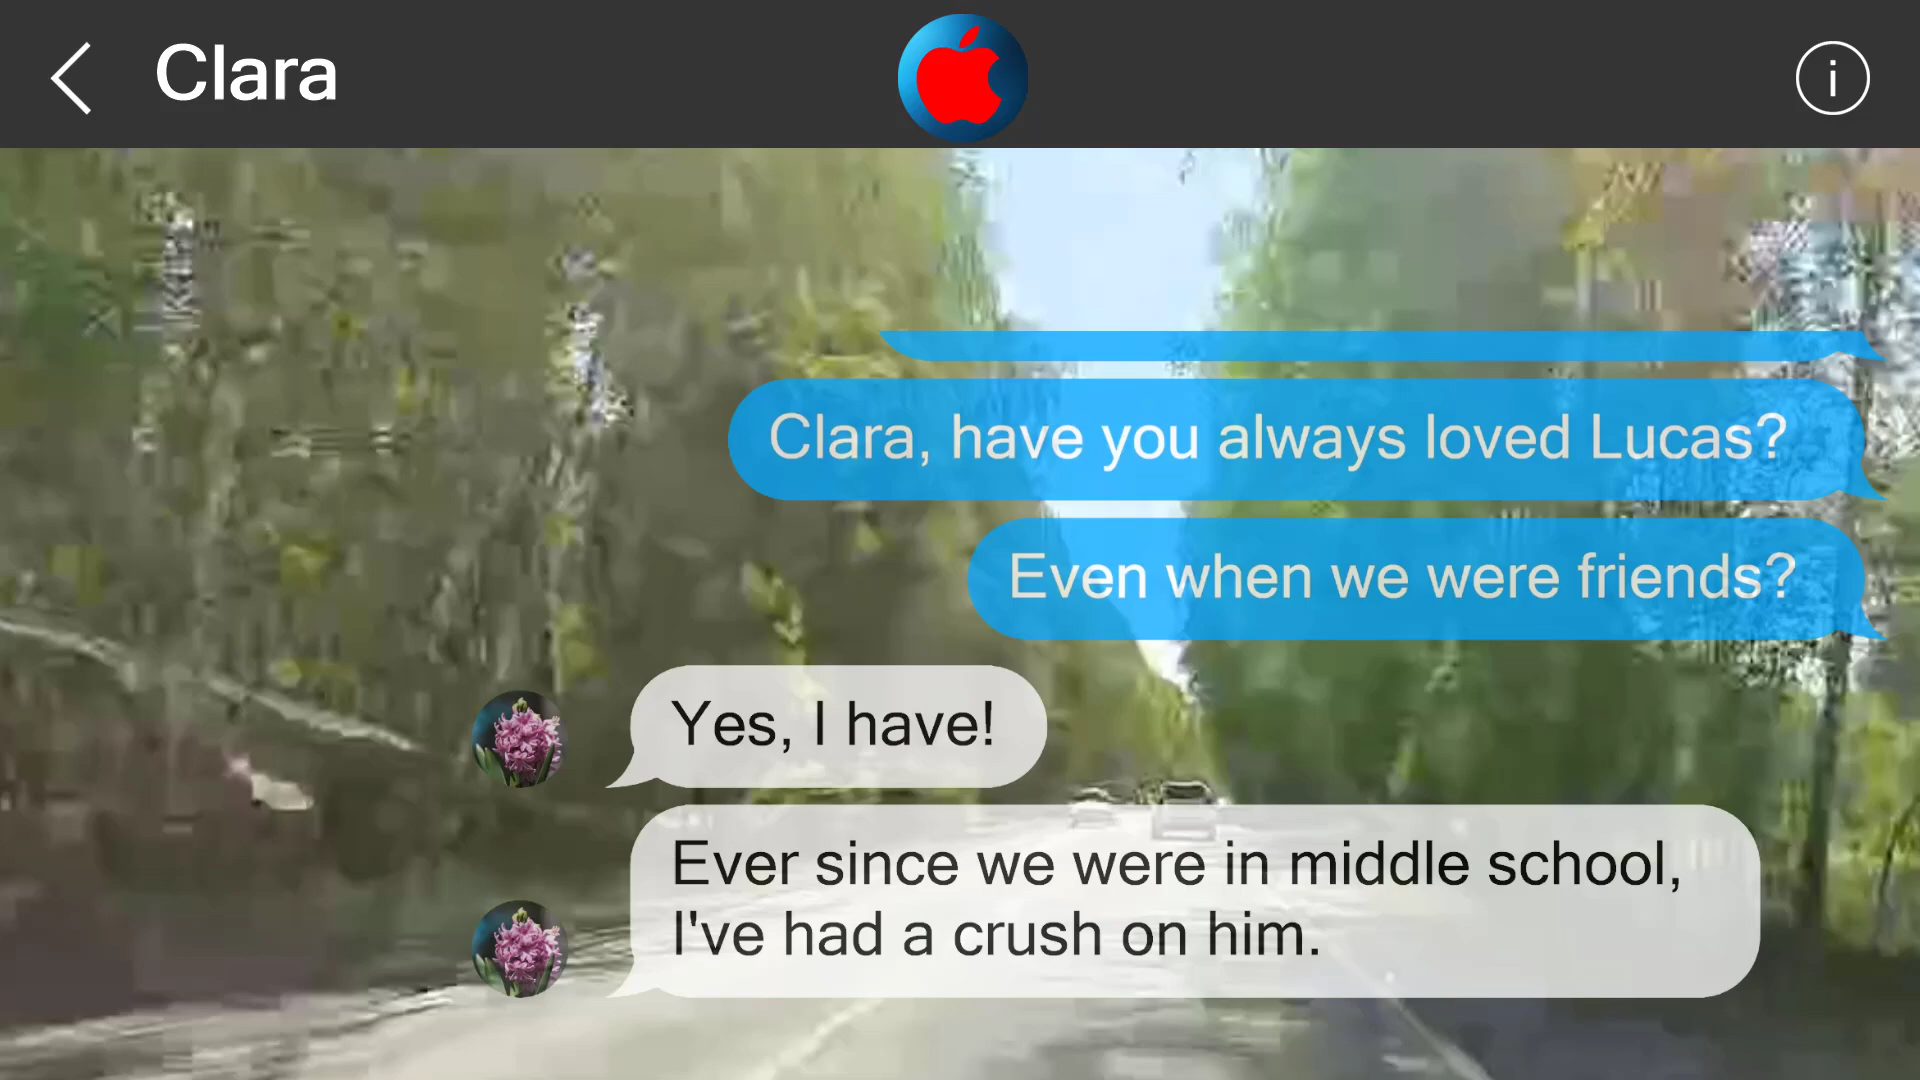 Clara
i
Clara, have you always loved Lucas?
Even when we were friends?
Yes, I have!
Ever since we were in middle school,
I've had a crush on him.